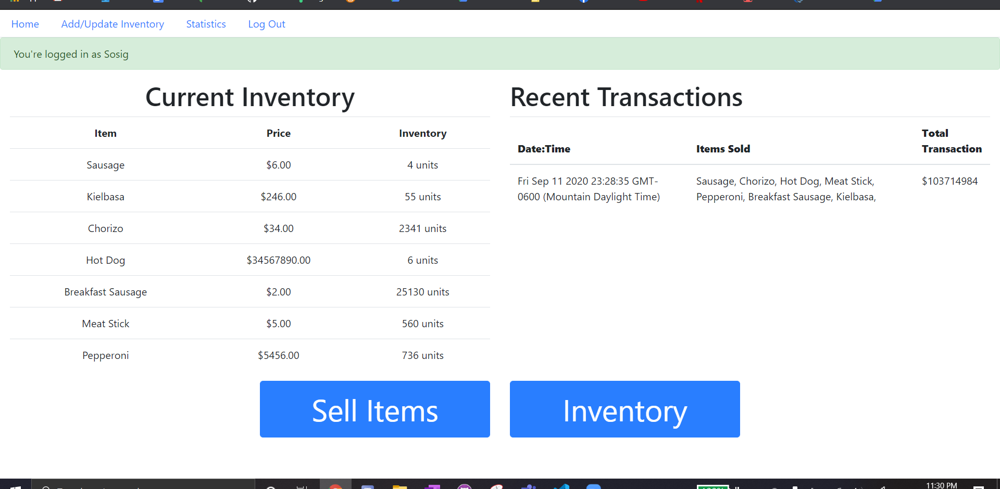 Home Add/Update Inventory Statistics Log Out
You're logged in as Sosig
Current Inventory
Item Price Inventory
Sausage $6.00 4 units
Kielbasa $246.00 55 units
Chorizo $34.00 2341 units
Hot Dog $34567890.00 6 units
Breakfast Sausage $2.00 25130 units
Meat Stick $5.00 560 units
Pepperoni $5456.00 736 units
Recent Transactions
Total
Date:Time Items Sold Transaction
Fri Sep 11 2020 23:28:35 GMT- Sausage, Chorizo, Hot Dog, Meat Stick, $103714984
0600 (Mountain Daylight Time) Pepperoni, Breakfast Sausage, Kielbasa,
Sell Items Inventory
11:30 PM